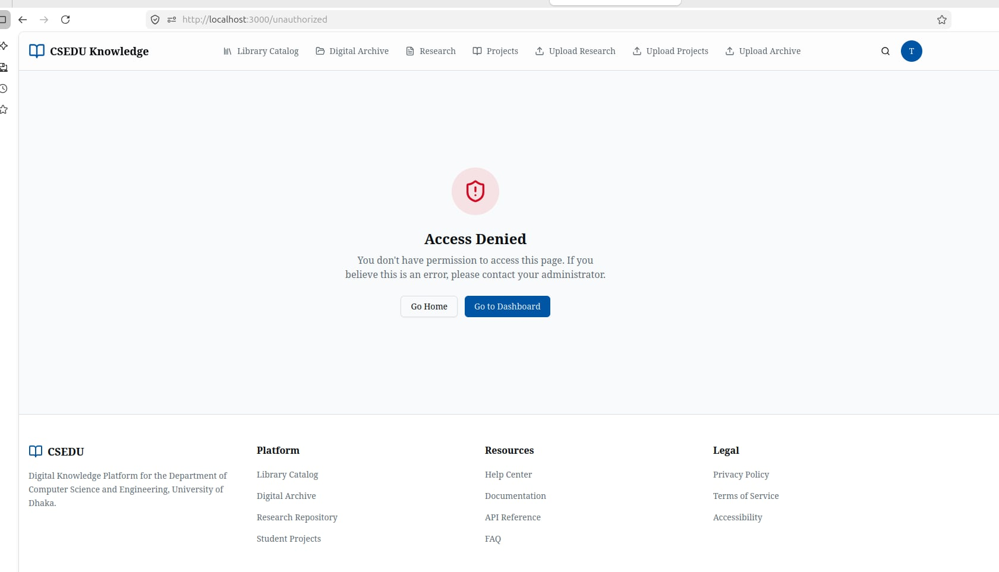 http://localhost:3000/unauthorized
CSEDU Knowledge
Library Catalog
Digital Archive
Research
Projects
Upload Research
Upload Projects
Upload Archive
T
Access Denied
You don't have permission to access this page. If you
believe this is an error, please contact your administrator.
Go Home
Go to Dashboard
CSEDU
Digital Knowledge Platform for the Department of
Computer Science and Engineering, University of
Dhaka.
Platform
Library Catalog
Digital Archive
Research Repository
Student Projects
Resources
Help Center
Documentation
API Reference
FAQ
Legal
Privacy Policy
Terms of Service
Accessibility